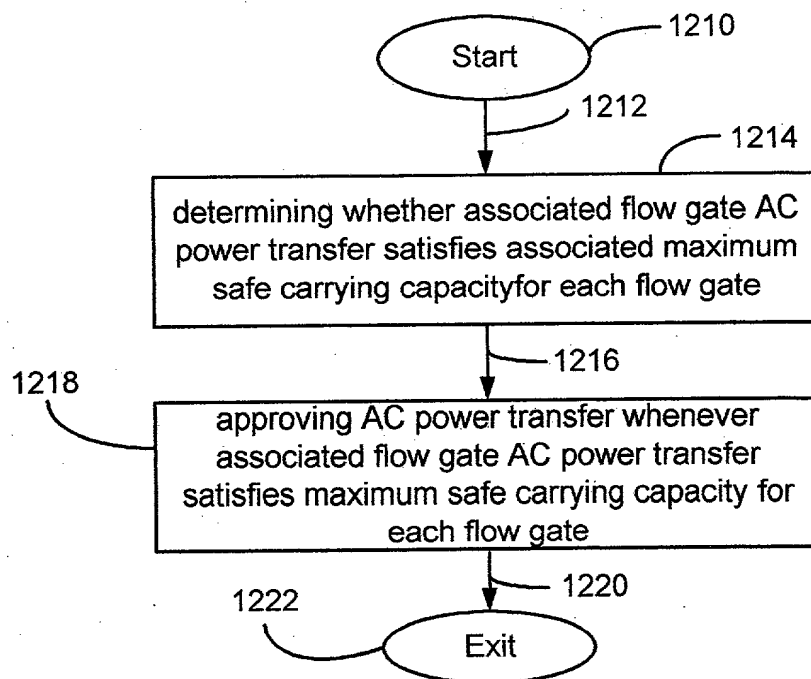 1210
Start
1212
1214
determining whether associated flow gate AC
power transfer satisfies associated maximum
safe carrying capacityfor each flow gate
1216
1218
approving AC power transfer whenever
associated flow gate AC power transfer
satisfies maximum safe carrying capacity for
each flow gate
1220
1222
Exit